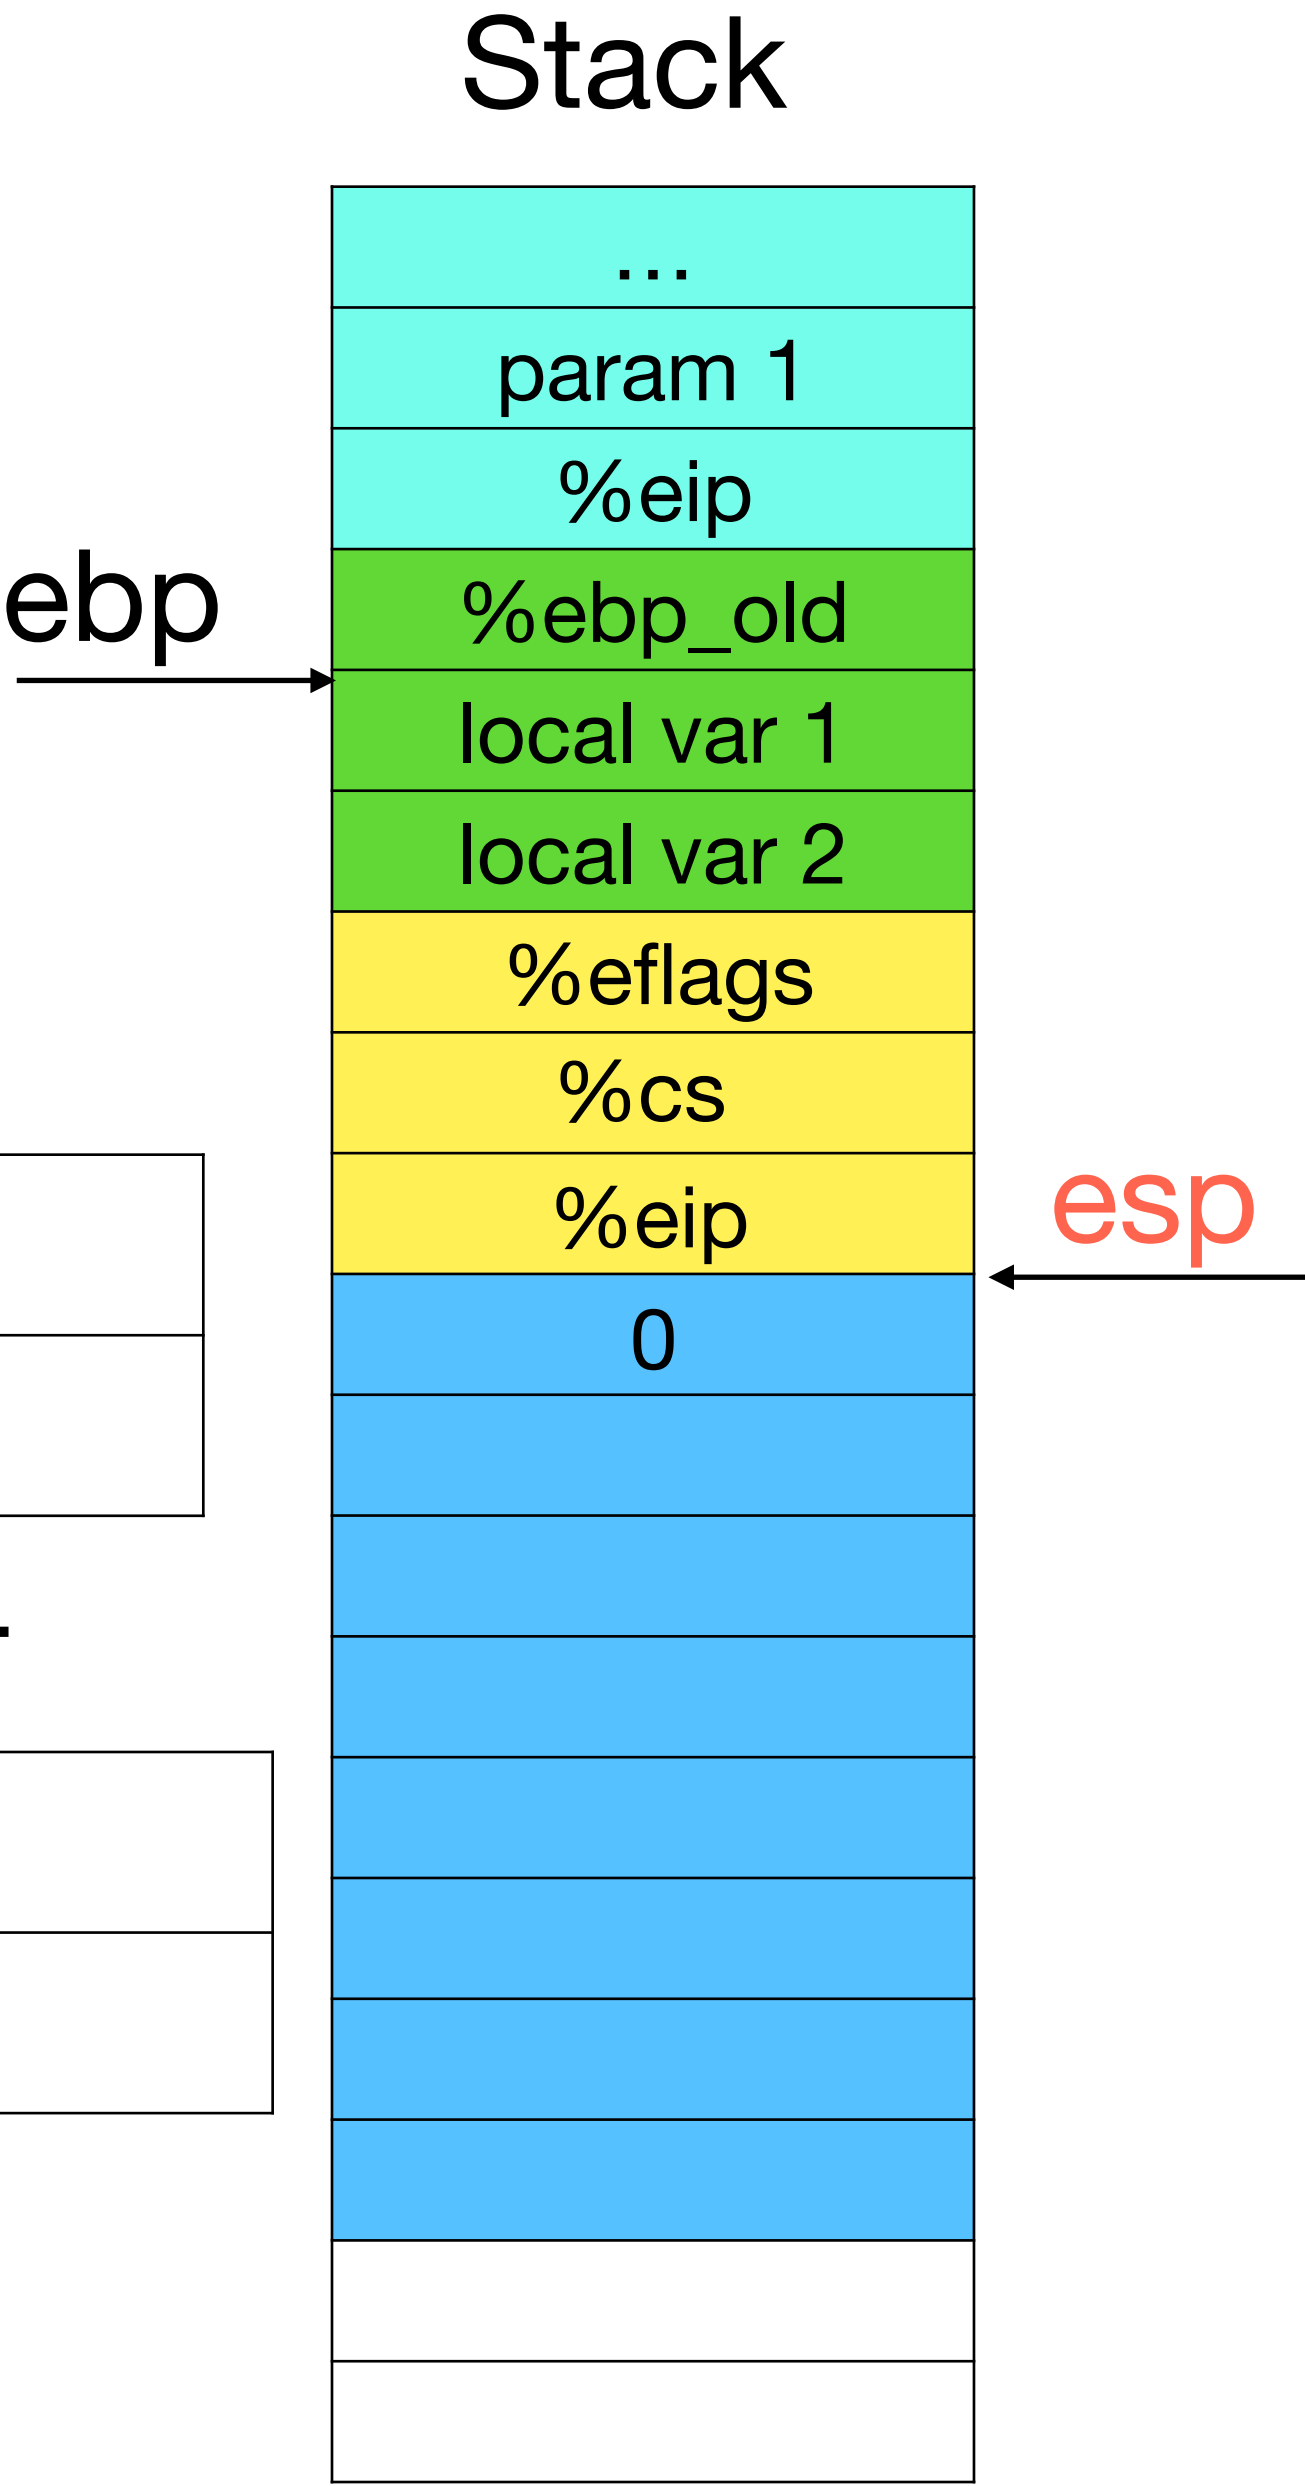 Stack
...
param 1
%eip
ebp
%ebp_old
local var 1
local var 2
%eflags
%cs
%eip
esp
0
.